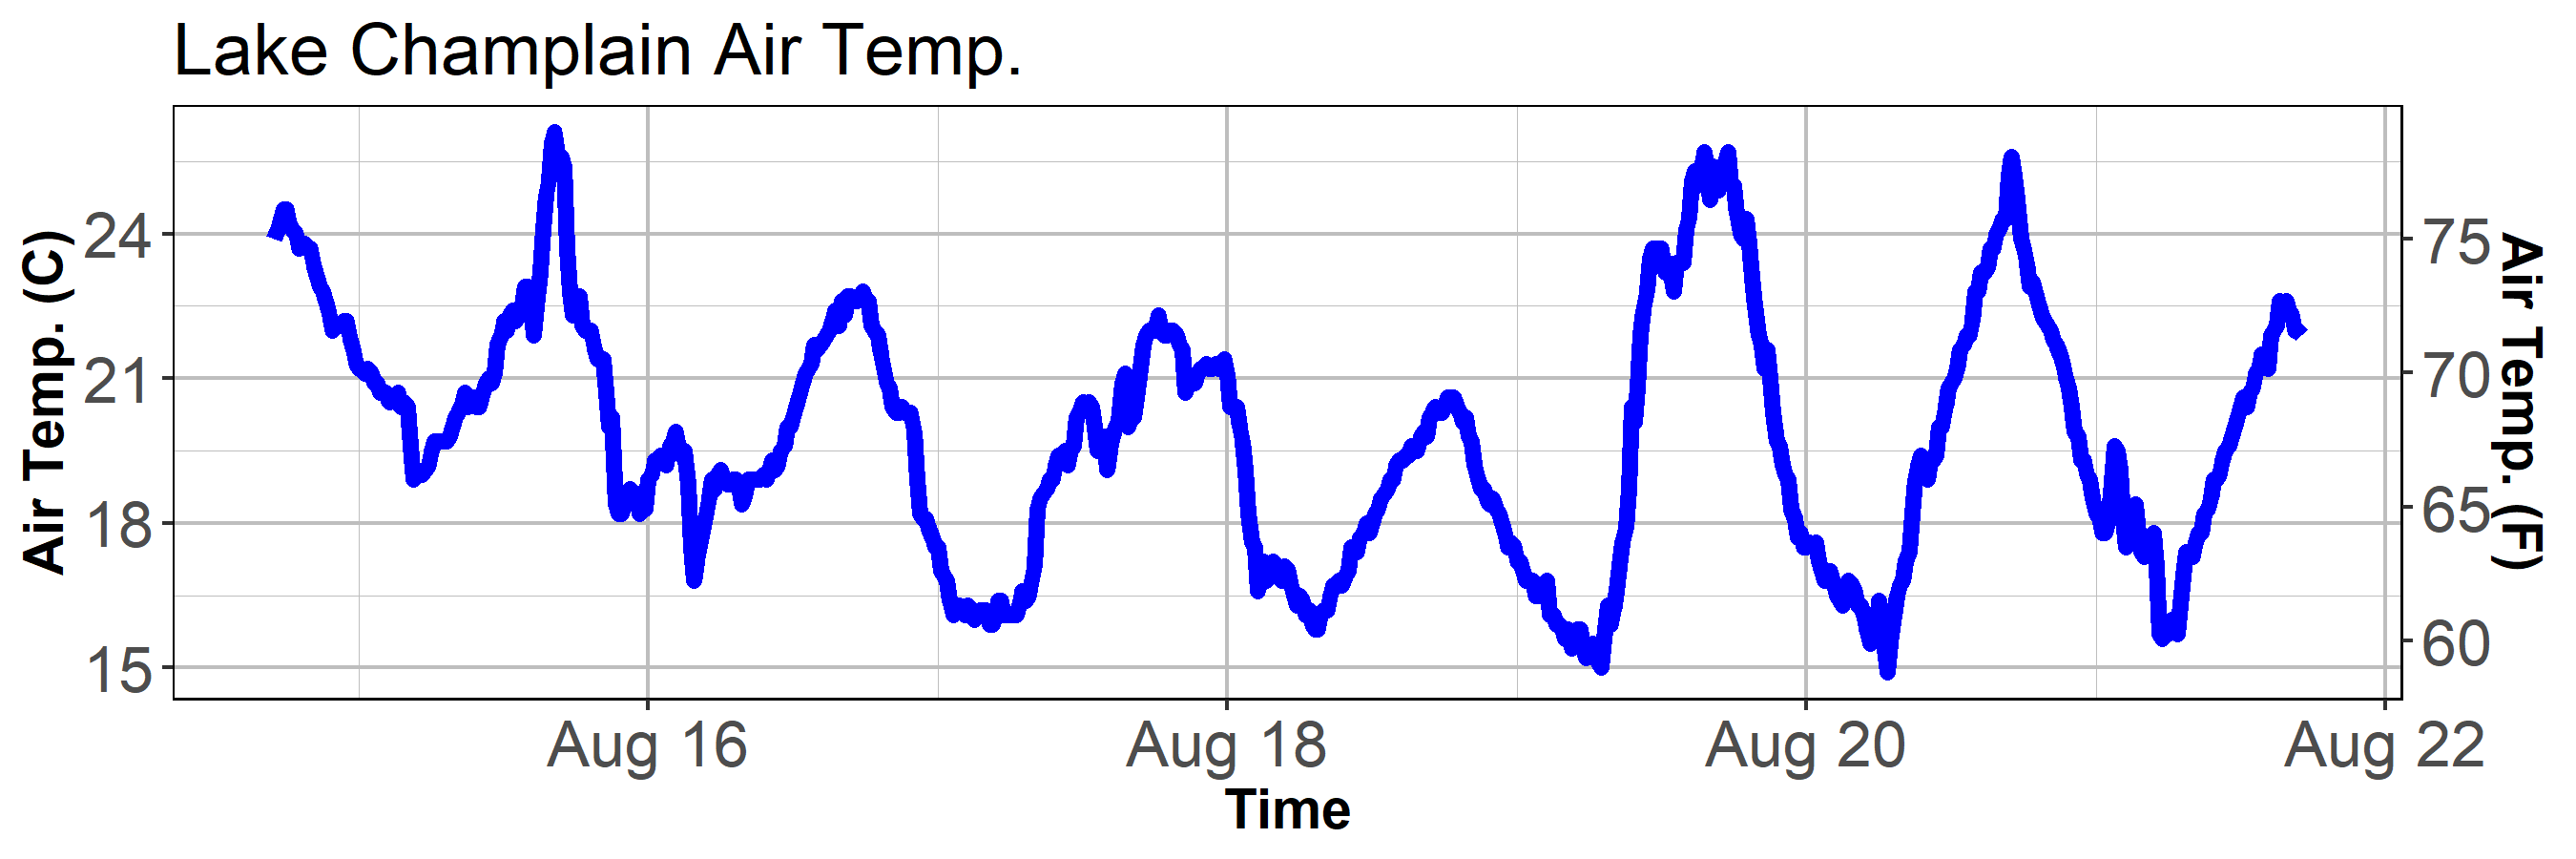 Lake Champlain Air Temp.
Air Temp. (C)
24
21
18
15
75
70
65
60
Air Temp. (F)
Aug 16
Aug 18
Aug 20
Aug 22
Time